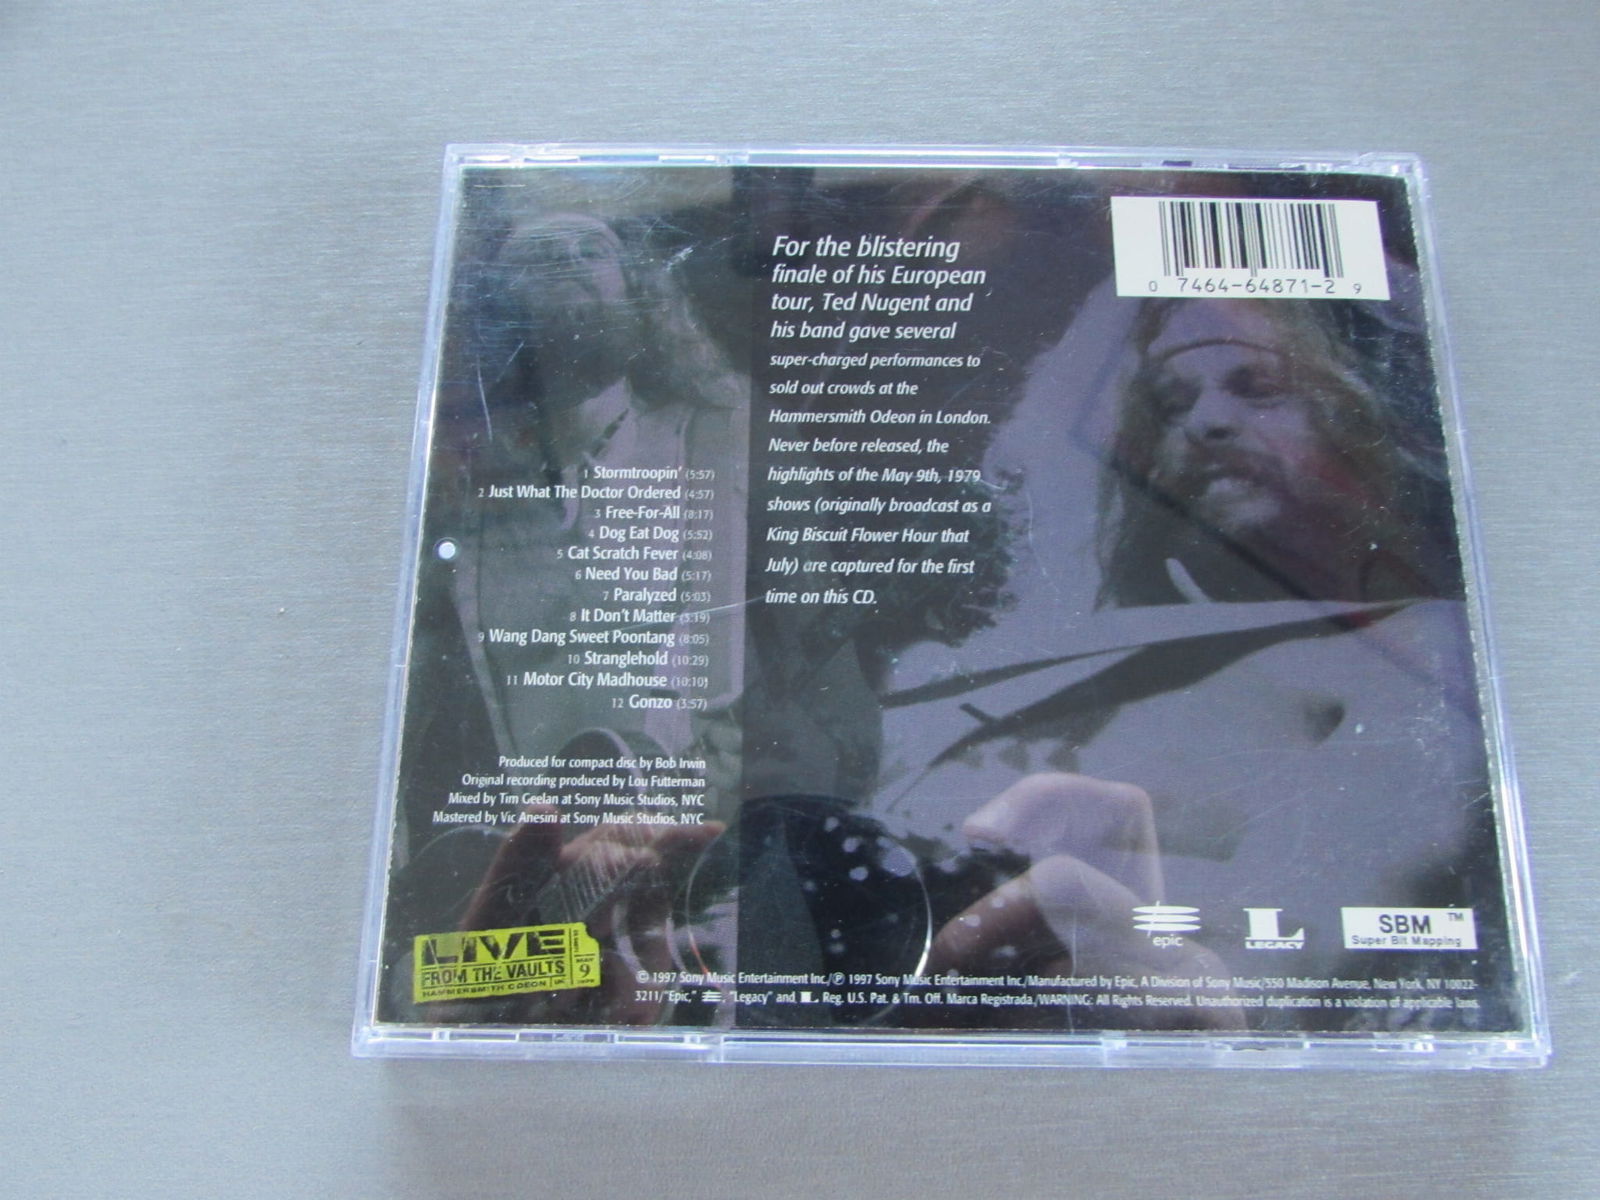 For the blistering
finale of his European
tour, Ted Nugent and
his band gave several
super-charged performances to
sold out crowds at the
Hammersmith Odeon in London.
Never before released, the
highlights of the May 9th, 1979
shows (originally broadcast as a
King Biscuit Flower Hour that
July) are captured for the first
time on this CD.
0 7464-64871-2 9
1 Stormtroopin' (5:57)
2 Just What The Doctor Ordered (4:57)
3 Free-For-All (8:17)
4 Dog Eat Dog (5:52)
5 Cat Scratch Fever (4:08)
6 Need You Bad (5:17)
7 Paralyzed (5:03)
8 It Don't Matter (3:19)
9 Wang Dang Sweet Poontang (8:05)
10 Stranglehold (10:29)
11 Motor City Madhouse (10:10)
12 Gonzo (3:57)
Produced for compact disc by Bob Irwin
Original recording produced by Lou Futterman
Mixed by Tim Geelan at Sony Music Studios, NYC
Mastered by Vic Anesini at Sony Music Studios, NYC
LIVE
FROM THE VAULTS
HAMMERSMITH ODEON UK
MAY
9
1979
epic
L
LEGACY
SBM ™
Super Bit Mapping
© 1997 Sony Music Entertainment Inc./℗ 1997 Sony Music Entertainment Inc./Manufactured by Epic, A Division of Sony Music/550 Madison Avenue, New York, NY 10022-
3211/"Epic," , "Legacy" and L Reg. U.S. Pat. & Tm. Off. Marca Registrada./WARNING: All Rights Reserved. Unauthorized duplication is a violation of applicable laws.